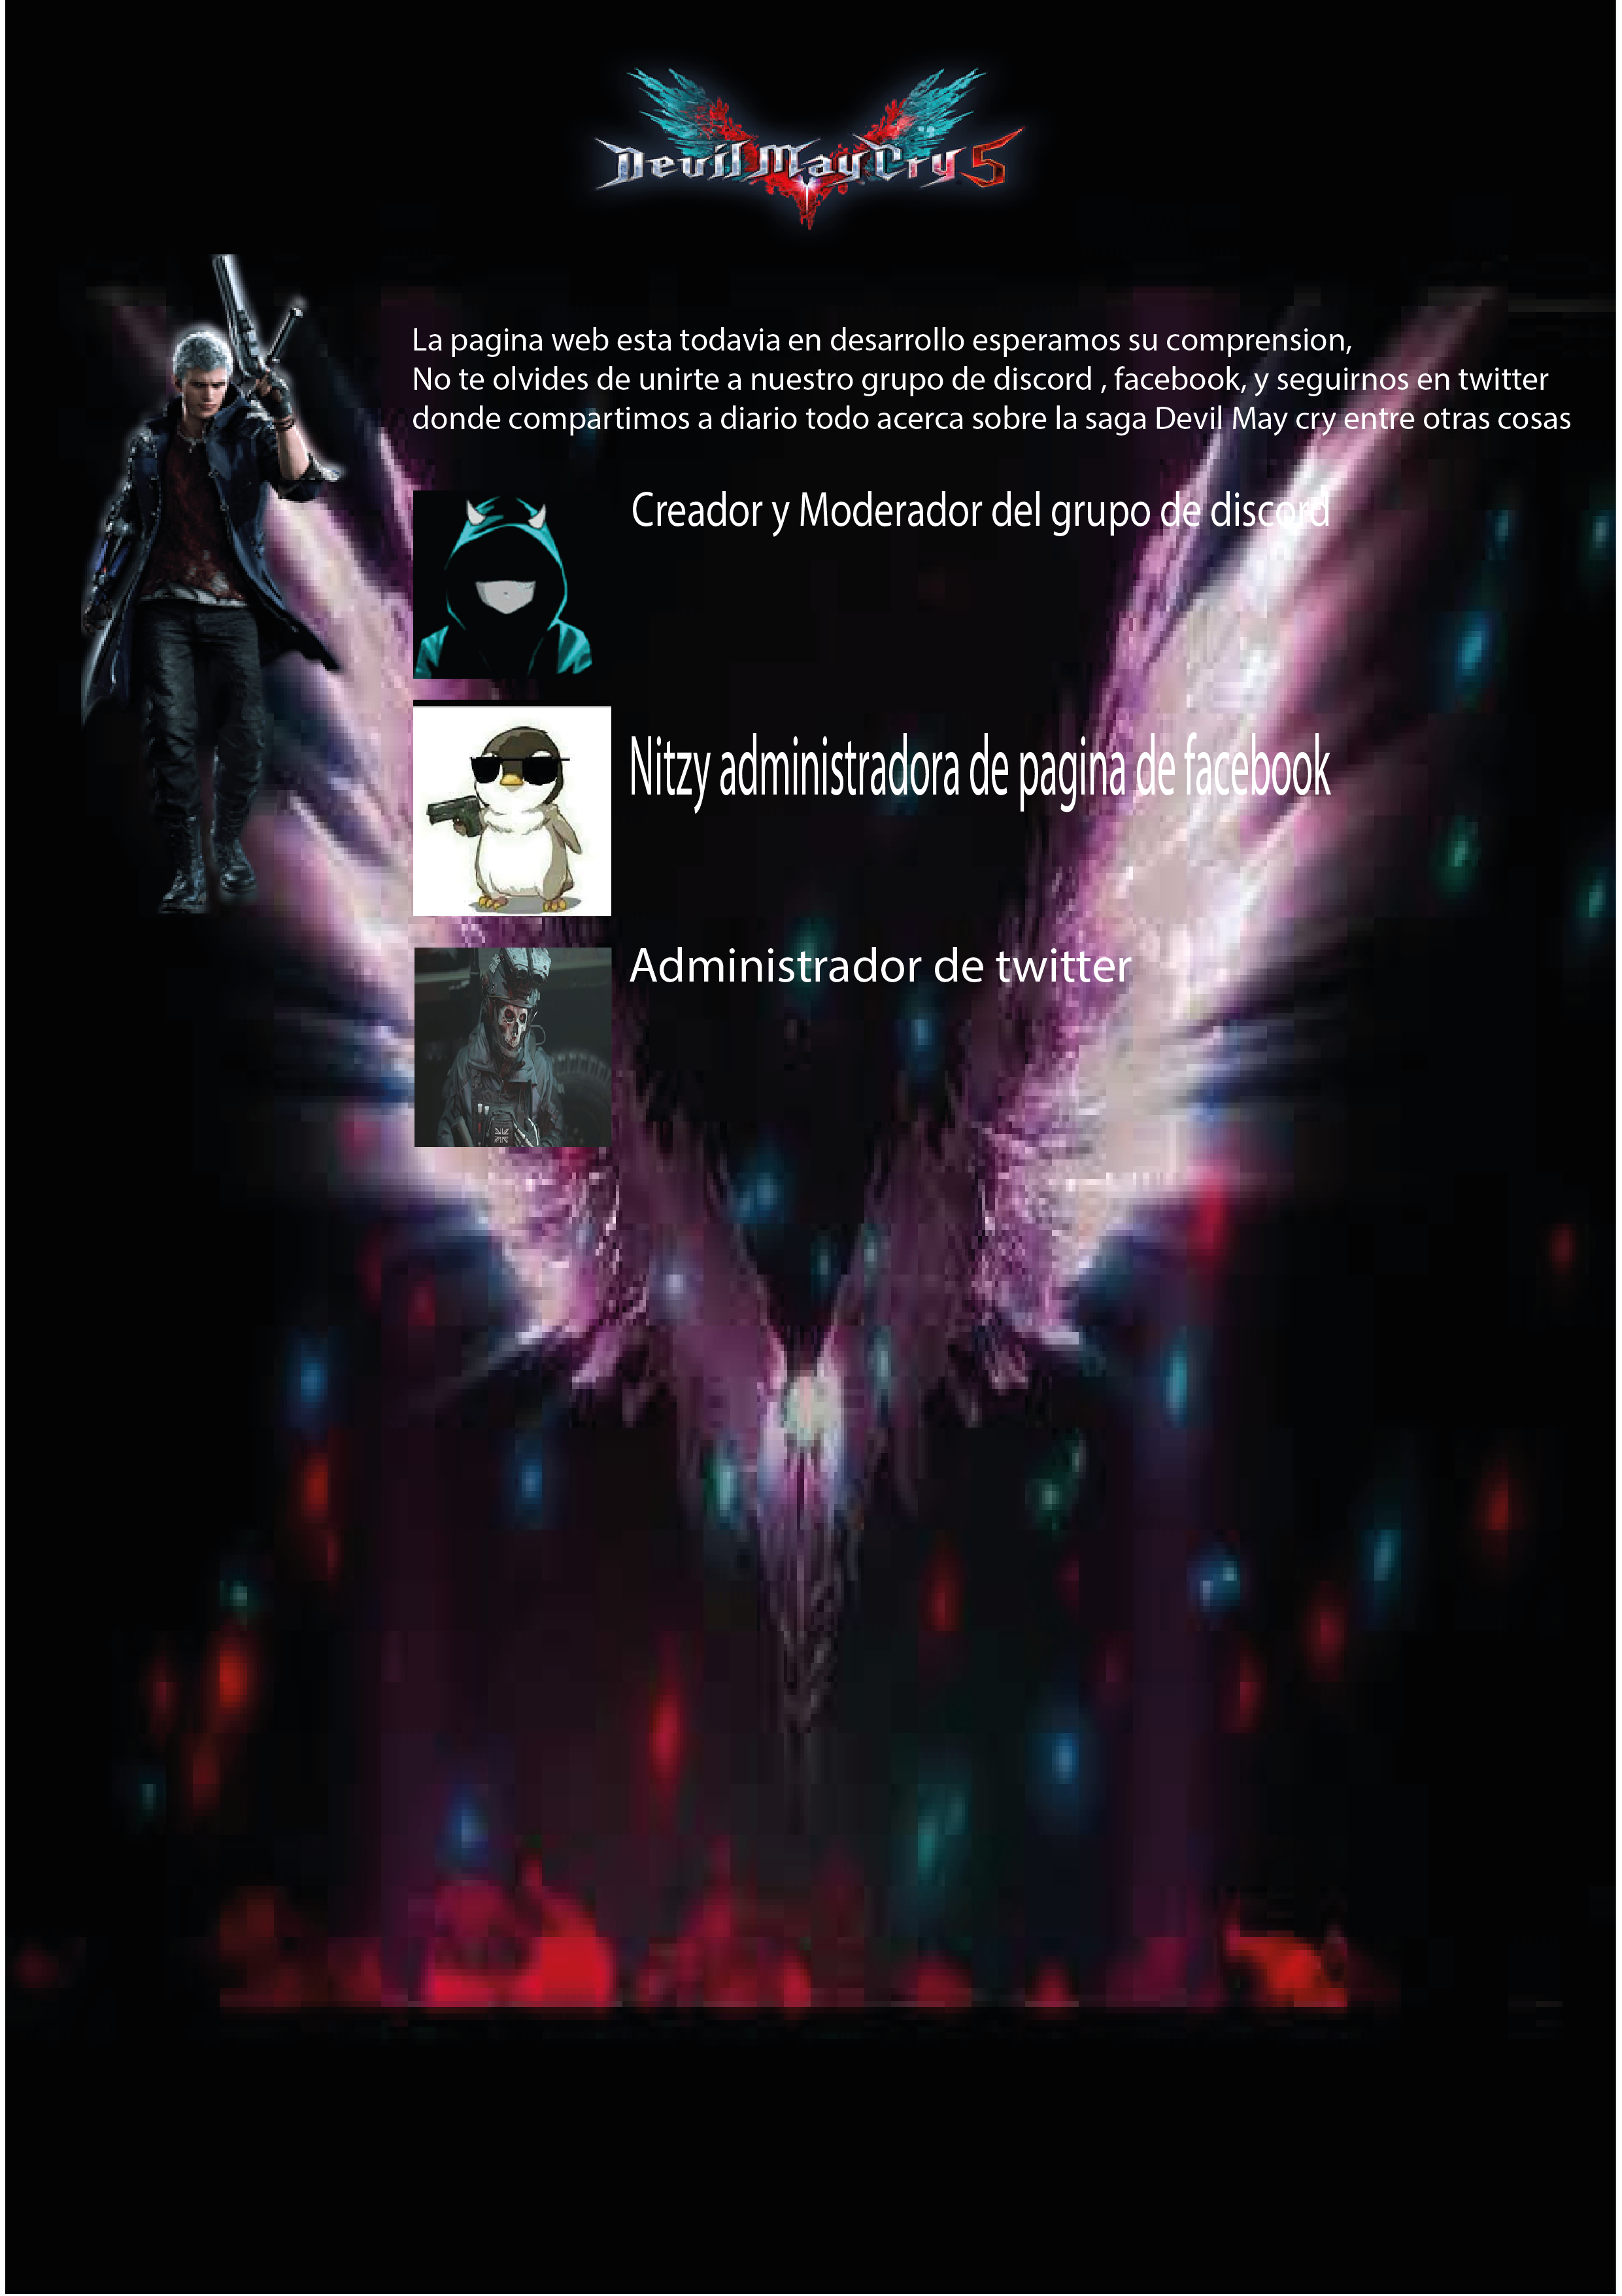 Devil May Cry 5
La pagina web esta todavia en desarrollo esperamos su comprension,
No te olvides de unirte a nuestro grupo de discord , facebook, y seguirnos en twitter
donde compartimos a diario todo acerca sobre la saga Devil May cry entre otras cosas
Creador y Moderador del grupo de discord
Nitzy administradora de pagina de facebook
Administrador de twitter